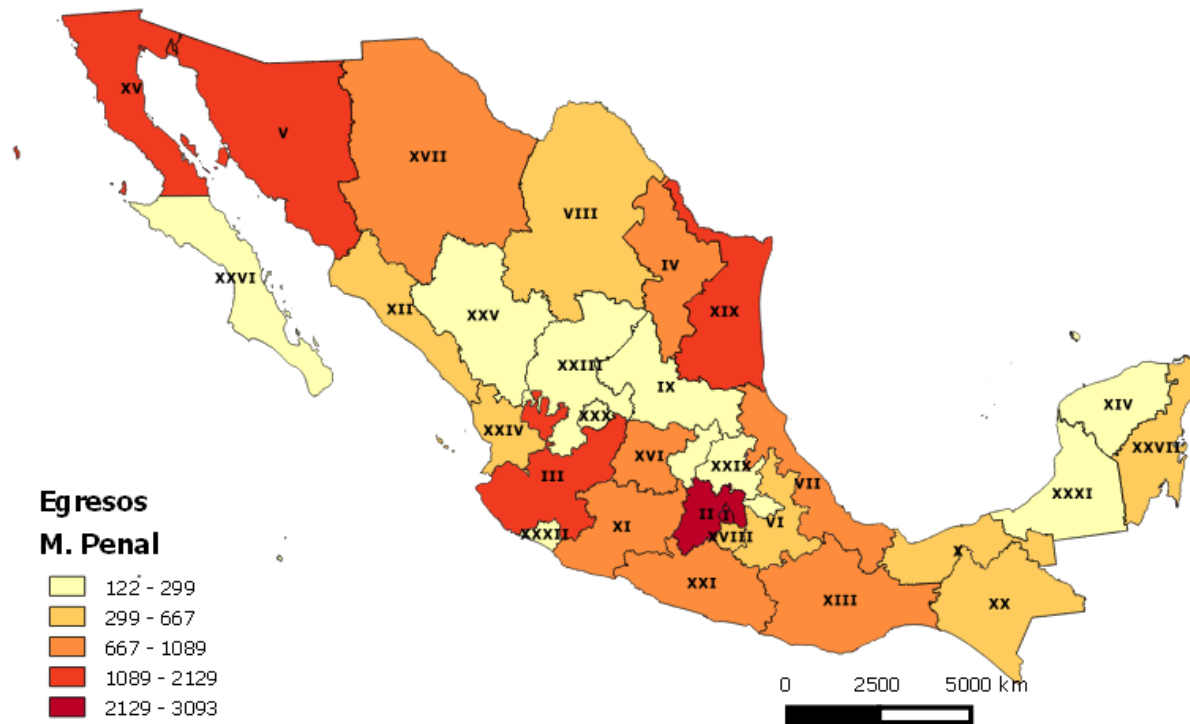 XV
V
XVII
VIII
XXVI
IV
XII
XXV
XIX
XXIII
IX
XXX
XXIV
XIV
XVI
XXIX
XXVII
III
VII
XXXI
II
I
VI
XI
XXXII
XVIII
X
XXI
XIII
XX
Egresos
M. Penal
122 - 299
299 - 667
667 - 1089
1089 - 2129
2129 - 3093
0 2500 5000 km